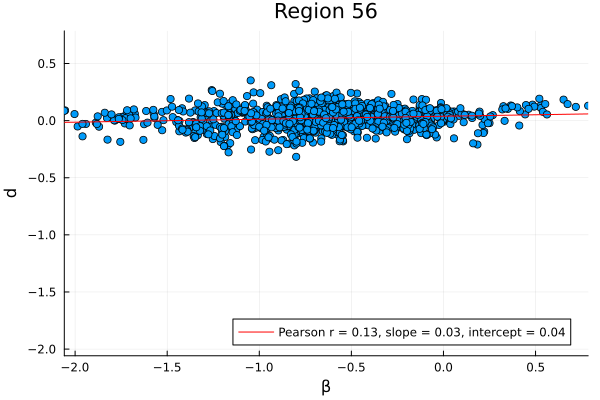 Region 56
0.5
0.0
−0.5
−1.0
−1.5
−2.0
d
−2.0 −1.5 −1.0 −0.5 0.0 0.5
β
Pearson r = 0.13, slope = 0.03, intercept = 0.04